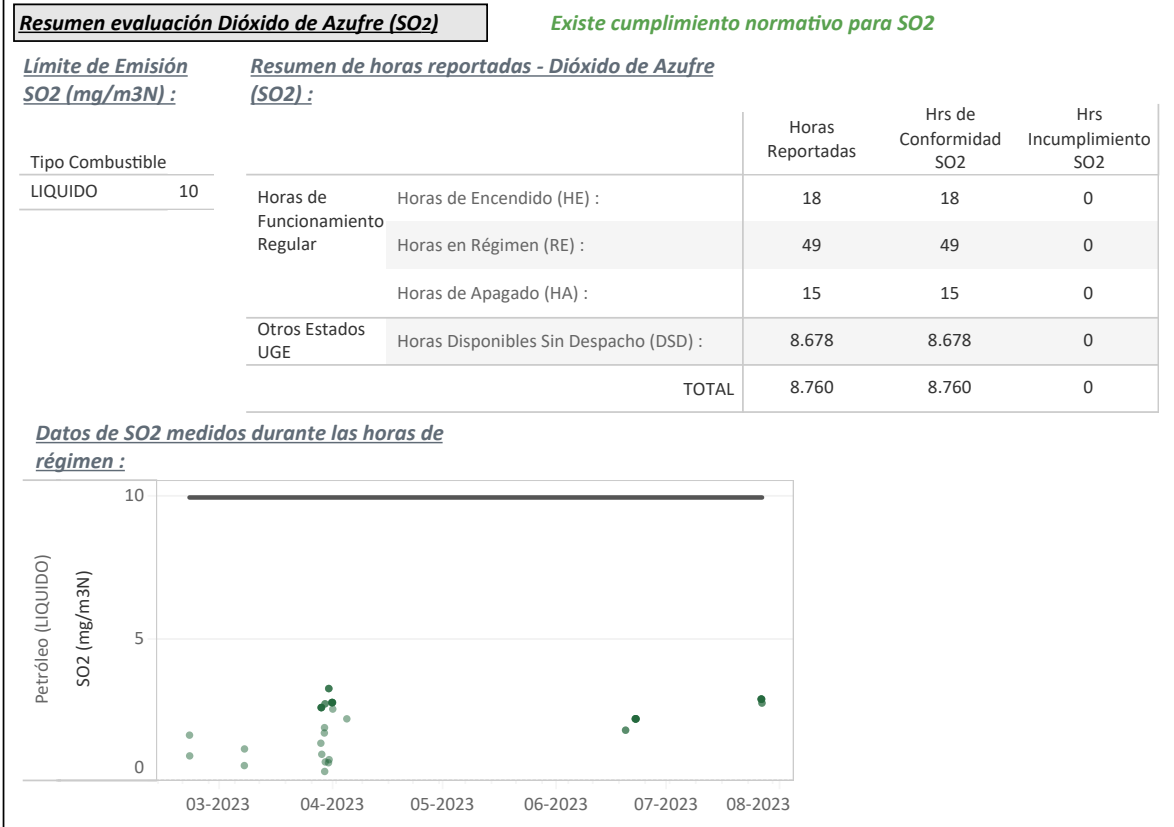 Resumen evaluación Dióxido de Azufre (SO2)
Existe cumplimiento normativo para SO2
Límite de Emisión
SO2 (mg/m3N) :
Tipo Combustible
LIQUIDO 10
Resumen de horas reportadas - Dióxido de Azufre
(SO2) :
Horas
Reportadas
Hrs de
Conformidad
SO2
Hrs
Incumplimiento
SO2
Horas de
Funcionamiento
Regular
Horas de Encendido (HE) : 18 18 0
Horas en Régimen (RE) : 49 49 0
Horas de Apagado (HA) : 15 15 0
Otros Estados
UGE
Horas Disponibles Sin Despacho (DSD) : 8.678 8.678 0
TOTAL 8.760 8.760 0
Datos de SO2 medidos durante las horas de
régimen :
Petróleo (LIQUIDO)
SO2 (mg/m3N)
10
5
0
03-2023 04-2023 05-2023 06-2023 07-2023 08-2023